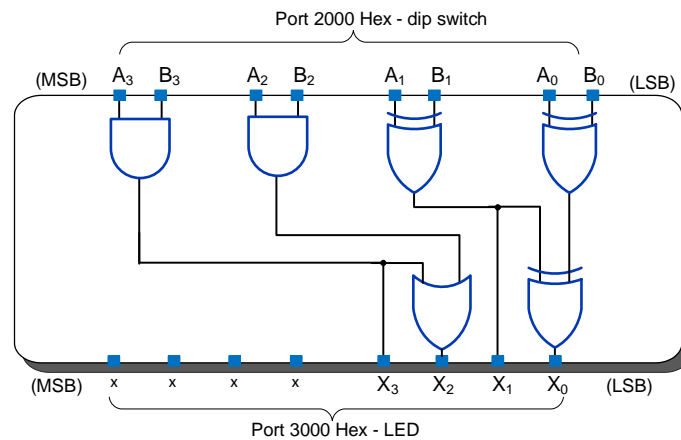 Port 2000 Hex - dip switch
(MSB) A3 B3 A2 B2 A1 B1 A0 B0 (LSB)
(MSB) x x x x X3 X2 X1 X0 (LSB)
Port 3000 Hex - LED